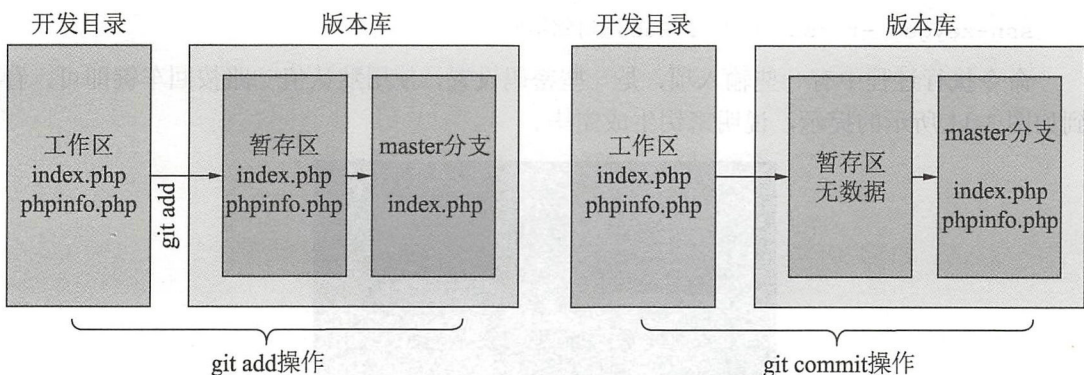 开发目录
版本库
工作区
index.php
phpinfo.php
git add
暂存区
index.php
phpinfo.php
master分支
index.php
git add操作
开发目录
版本库
工作区
index.php
phpinfo.php
暂存区
无数据
master分支
index.php
phpinfo.php
git commit操作